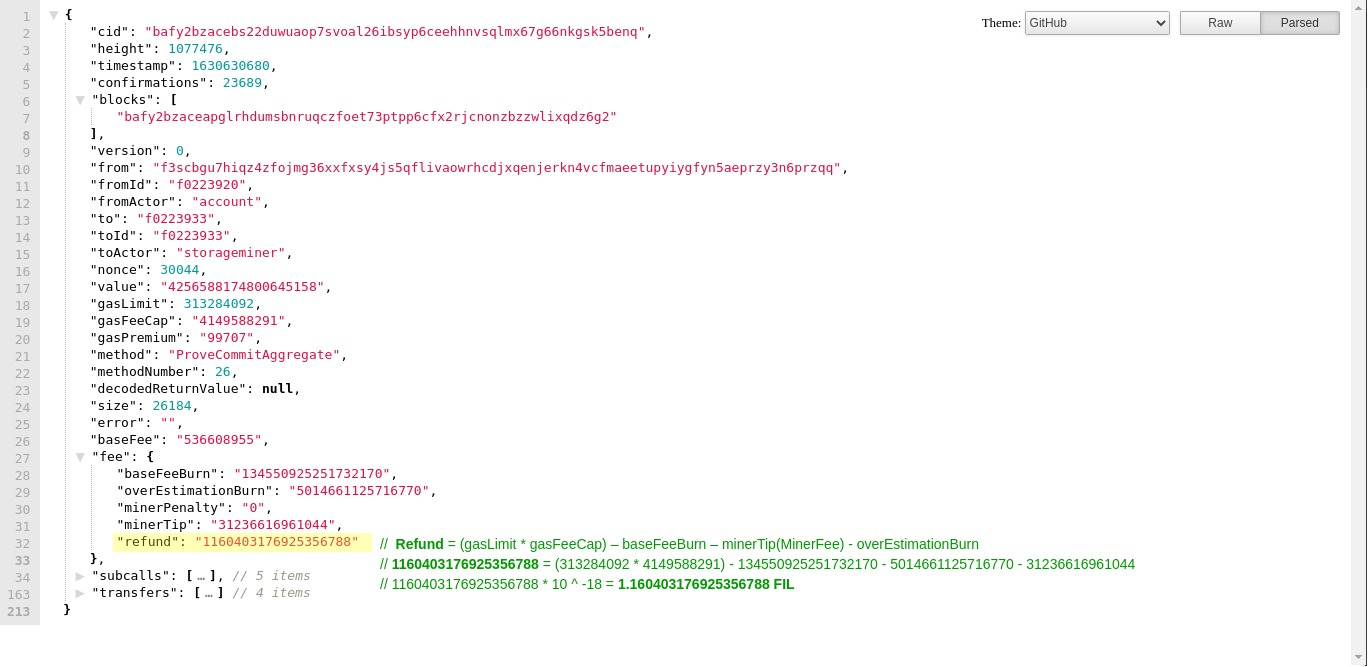 Theme: GitHub Raw Parsed
1 {
2 "cid": "bafy2bzacebs22duwuaop7svoal26ibsyp6ceehhnvsqlmx67g66nkgsk5benq",
3 "height": 1077476,
4 "timestamp": 1630630680,
5 "confirmations": 23689,
6 "blocks": [
7 "bafy2bzaceapglrhdumsbnruqczfoet73ptpp6cfx2rjcnonzbzzwlixqdz6g2"
8 ],
9 "version": 0,
10 "from": "f3scbgu7hiqz4zfojmg36xxfxsy4js5qflivaowrhcdjxqenjerkn4vcfmaeetupyiygfyn5aeprzy3n6przqq",
11 "fromId": "f0223920",
12 "fromActor": "account",
13 "to": "f0223933",
14 "toId": "f0223933",
15 "toActor": "storageminer",
16 "nonce": 30044,
17 "value": "4256588174800645158",
18 "gasLimit": 313284092,
19 "gasFeeCap": "4149588291",
20 "gasPremium": "99707",
21 "method": "ProveCommitAggregate",
22 "methodNumber": 26,
23 "decodedReturnValue": null,
24 "size": 26184,
25 "error": "",
26 "baseFee": "536608955",
27 "fee": {
28 "baseFeeBurn": "134550925251732170",
29 "overEstimationBurn": "5014661125716770",
30 "minerPenalty": "0",
31 "minerTip": "31236616961044",
32 "refund": "1160403176925356788" // Refund = (gasLimit * gasFeeCap) – baseFeeBurn – minerTip(MinerFee) - overEstimationBurn
33 }, // 1160403176925356788 = (313284092 * 4149588291) - 134550925251732170 - 5014661125716770 - 31236616961044
34 "subcalls": [ … ], // 5 items // 1160403176925356788 * 10 ^ -18 = 1.160403176925356788 FIL
163 "transfers": [ … ] // 4 items
213 }